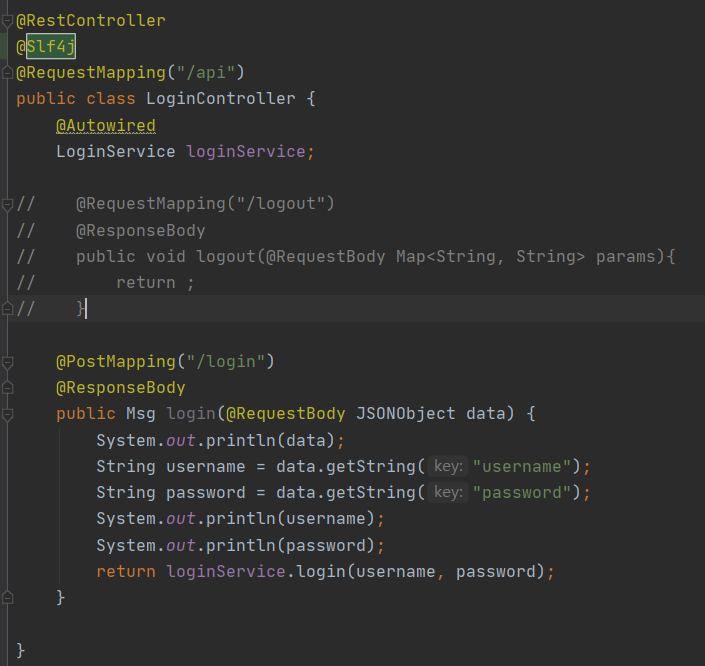 @RestController
@Slf4j
@RequestMapping("/api")
public class LoginController {
    @Autowired
    LoginService loginService;

//    @RequestMapping("/logout")
//    @ResponseBody
//    public void logout(@RequestBody Map<String, String> params){
//        return ;
//    }

    @PostMapping("/login")
    @ResponseBody
    public Msg login(@RequestBody JSONObject data) {
        System.out.println(data);
        String username = data.getString( key: "username");
        String password = data.getString( key: "password");
        System.out.println(username);
        System.out.println(password);
        return loginService.login(username, password);
    }

}